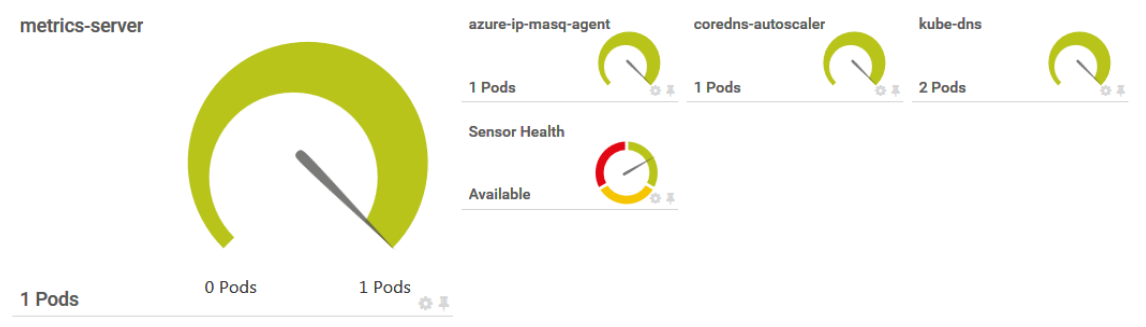 metrics-server
0 Pods
1 Pods
1 Pods
azure-ip-masq-agent
1 Pods
coredns-autoscaler
1 Pods
kube-dns
2 Pods
Sensor Health
Available